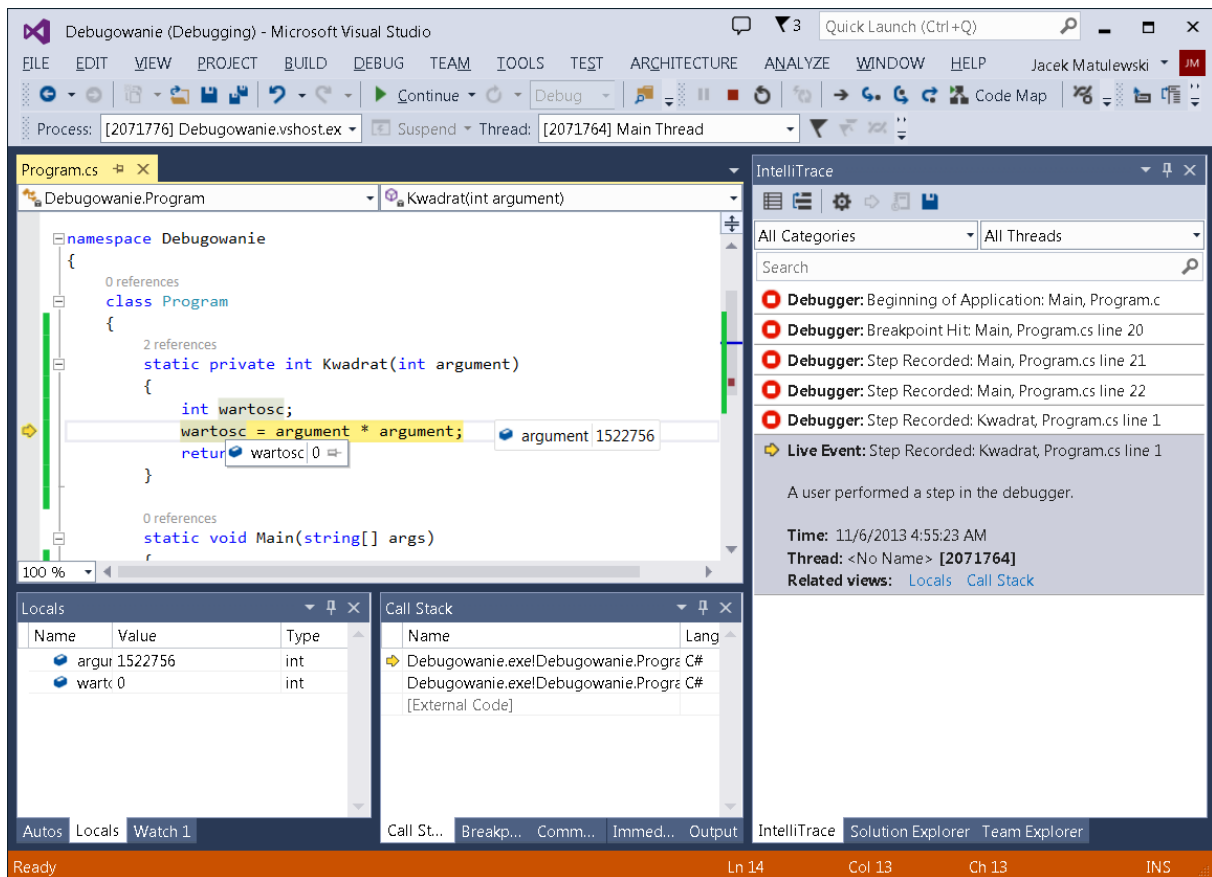 Debugowanie (Debugging) - Microsoft Visual Studio
3
Quick Launch (Ctrl+Q)
FILE EDIT VIEW PROJECT BUILD DEBUG TEAM TOOLS TEST ARCHITECTURE ANALYZE WINDOW HELP Jacek Matulewski JM
Continue Debug Code Map
Process: [2071776] Debugowanie.vshost.ex Suspend Thread: [2071764] Main Thread
Program.cs
Debugowanie.Program Kwadrat(int argument)
namespace Debugowanie
{
0 references
class Program
{
2 references
static private int Kwadrat(int argument)
{
int wartosc;
wartosc = argument * argument; argument 1522756
retur wartosc 0
}
0 references
static void Main(string[] args)
{
100 %
Locals
Name Value Type
argur 1522756 int
wartc 0 int
Autos Locals Watch 1
Call Stack
Name Lang
Debugowanie.exe!Debugowanie.Progra C#
Debugowanie.exe!Debugowanie.Progra C#
[External Code]
Call St... Breakp... Comm... Immed... Output
IntelliTrace
All Categories All Threads
Search
Debugger: Beginning of Application: Main, Program.c
Debugger: Breakpoint Hit: Main, Program.cs line 20
Debugger: Step Recorded: Main, Program.cs line 21
Debugger: Step Recorded: Main, Program.cs line 22
Debugger: Step Recorded: Kwadrat, Program.cs line 1
Live Event: Step Recorded: Kwadrat, Program.cs line 1
A user performed a step in the debugger.
Time: 11/6/2013 4:55:23 AM
Thread: <No Name> [2071764]
Related views: Locals Call Stack
IntelliTrace Solution Explorer Team Explorer
Ready Ln 14 Col 13 Ch 13 INS